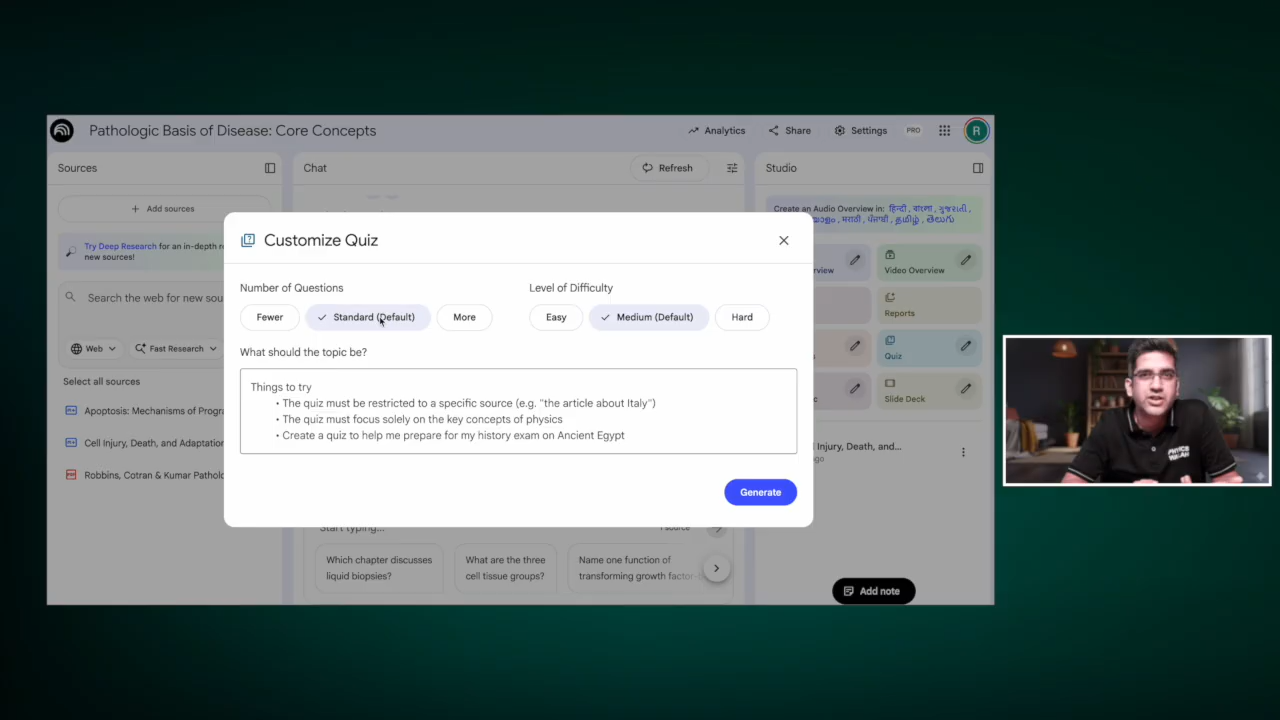 Pathologic Basis of Disease: Core Concepts
Analytics
Share
Settings
PRO
R
Sources
Chat
Refresh
Studio
+ Add sources
Create an Audio Overview in: हिन्दी, বাংলা, ગુજરાતી,
मराठी, ਪੰਜਾਬੀ, தமிழ், తెలుగు
Try Deep Research for an in-depth
new sources!
Search the web for new
Web
Fast Research
Select all sources
Apoptosis: Mechanisms of
Cell Injury, Death, and Adaptation
Robbins, Cotran & Kumar
Customize Quiz
Number of Questions
Fewer
Standard (Default)
More
Level of Difficulty
Easy
Medium (Default)
Hard
What should the topic be?
Things to try
• The quiz must be restricted to a specific source (e.g. "the article about Italy")
• The quiz must focus solely on the key concepts of physics
• Create a quiz to help me prepare for my history exam on Ancient Egypt
Generate
Start typing...
1 source
Which chapter discusses
liquid biopsies?
What are the three
cell tissue groups?
Name one function of
transforming growth factor-
Video Overview
Reports
Quiz
Slide Deck
Injury, Death, and...
Add note
PHYSICS
WALLAH